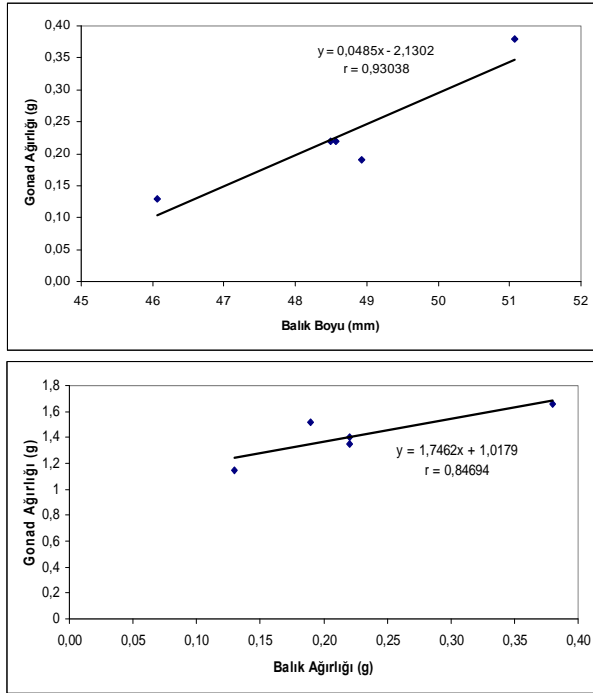 0,40
0,35
0,30
0,25
0,20
0,15
0,10
0,05
0,00
Gonad Ağırlığı (g)
y = 0,0485x - 2,1302
r = 0,93038
45 46 47 48 49 50 51 52
Balık Boyu (mm)
1,8
1,6
1,4
1,2
1
0,8
0,6
0,4
0,2
0
Gonad Ağırlığı (g)
y = 1,7462x + 1,0179
r = 0,84694
0,00 0,05 0,10 0,15 0,20 0,25 0,30 0,35 0,40
Balık Ağırlığı (g)